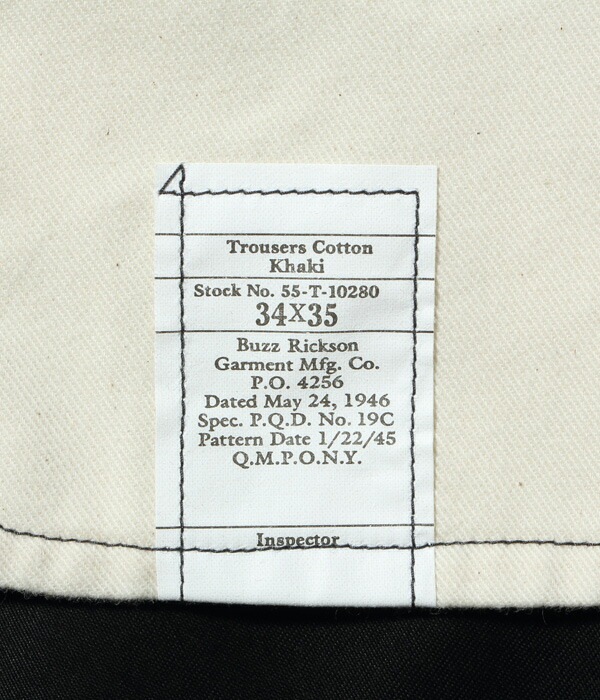 Trousers Cotton
Khaki
Stock No. 55-T-10280
34X35
Buzz Rickson
Garment Mfg. Co.
P.O. 4256
Dated May 24, 1946
Spec. P.Q.D. No. 19C
Pattern Date 1/22/45
Q.M.P.O.N.Y.
Inspector